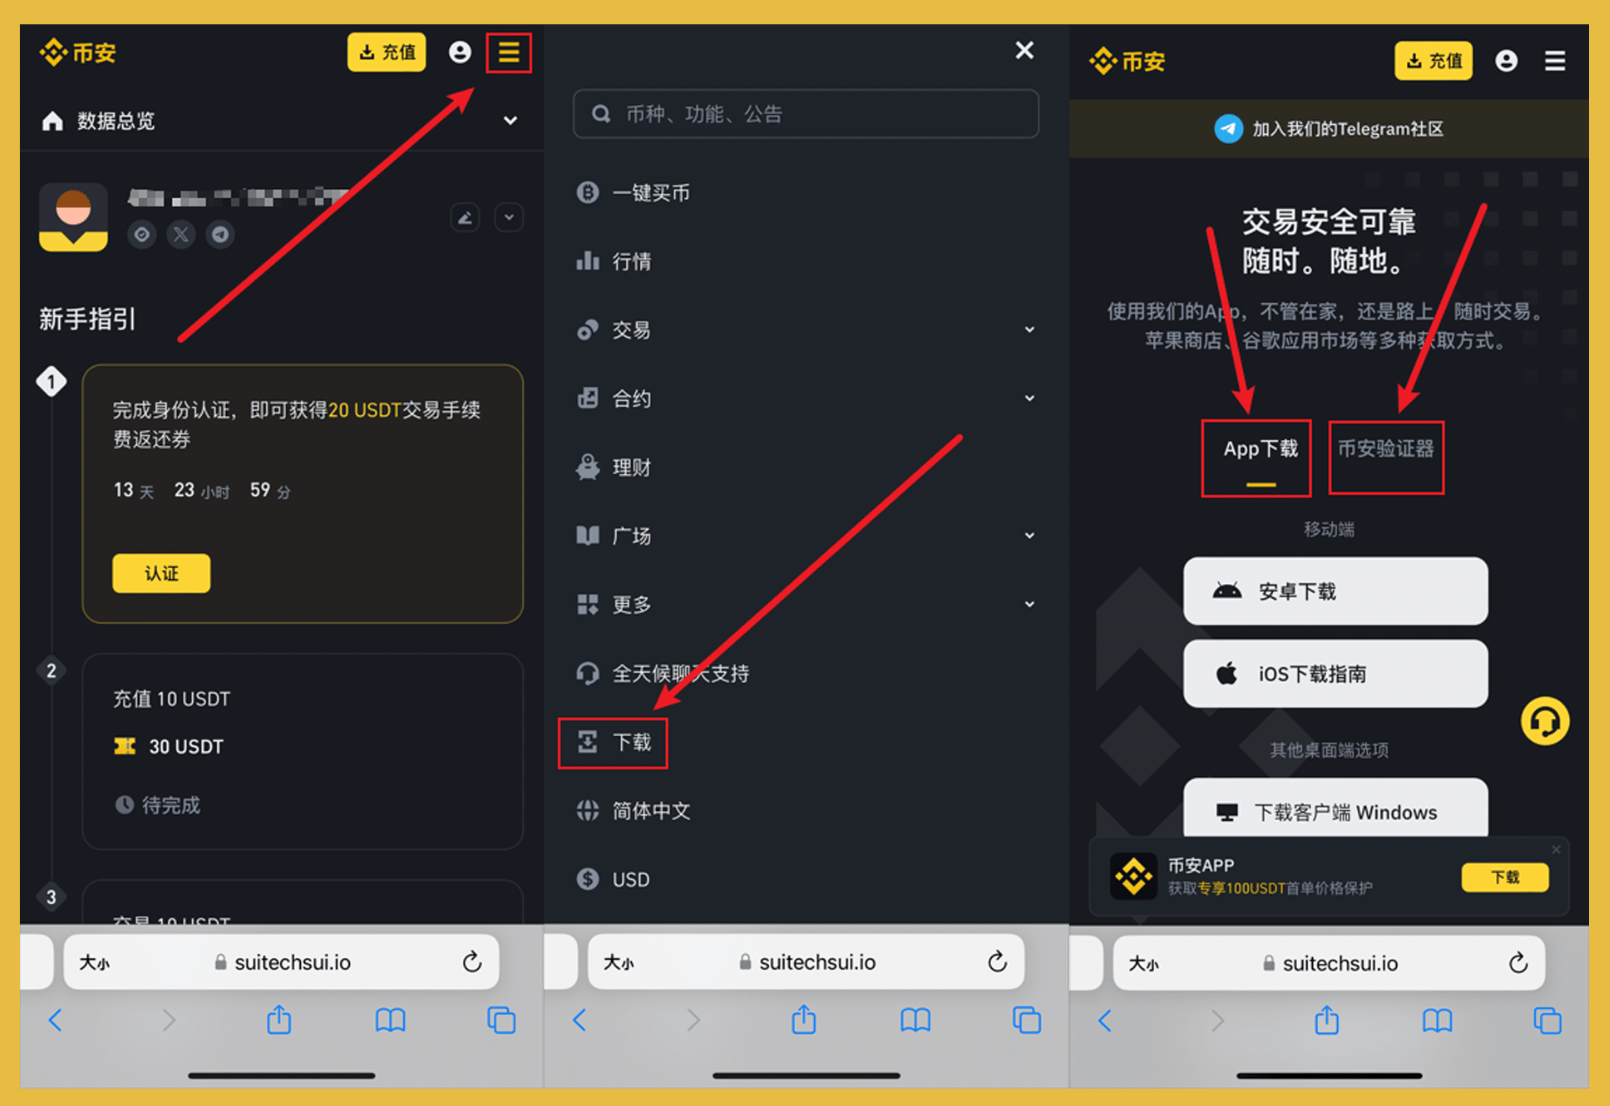 币安
充值
数据总览
新手指引
1
完成身份认证，即可获得20 USDT交易手续
费返还券
13 天 23 小时 59 分
认证
2
充值 10 USDT
30 USDT
待完成
3
交易 10 USDT
大小
suitechsui.io
币种、功能、公告
一键买币
行情
交易
合约
理财
广场
更多
全天候聊天支持
下载
简体中文
USD
大小
suitechsui.io
币安
充值
加入我们的Telegram社区
交易安全可靠
随时。随地。
使用我们的App，不管在家，还是路上，随时交易。
苹果商店、谷歌应用市场等多种获取方式。
App下载
币安验证器
移动端
安卓下载
iOS下载指南
其他桌面端选项
下载客户端 Windows
币安APP
获取专享100USDT首单价格保护
下载
大小
suitechsui.io